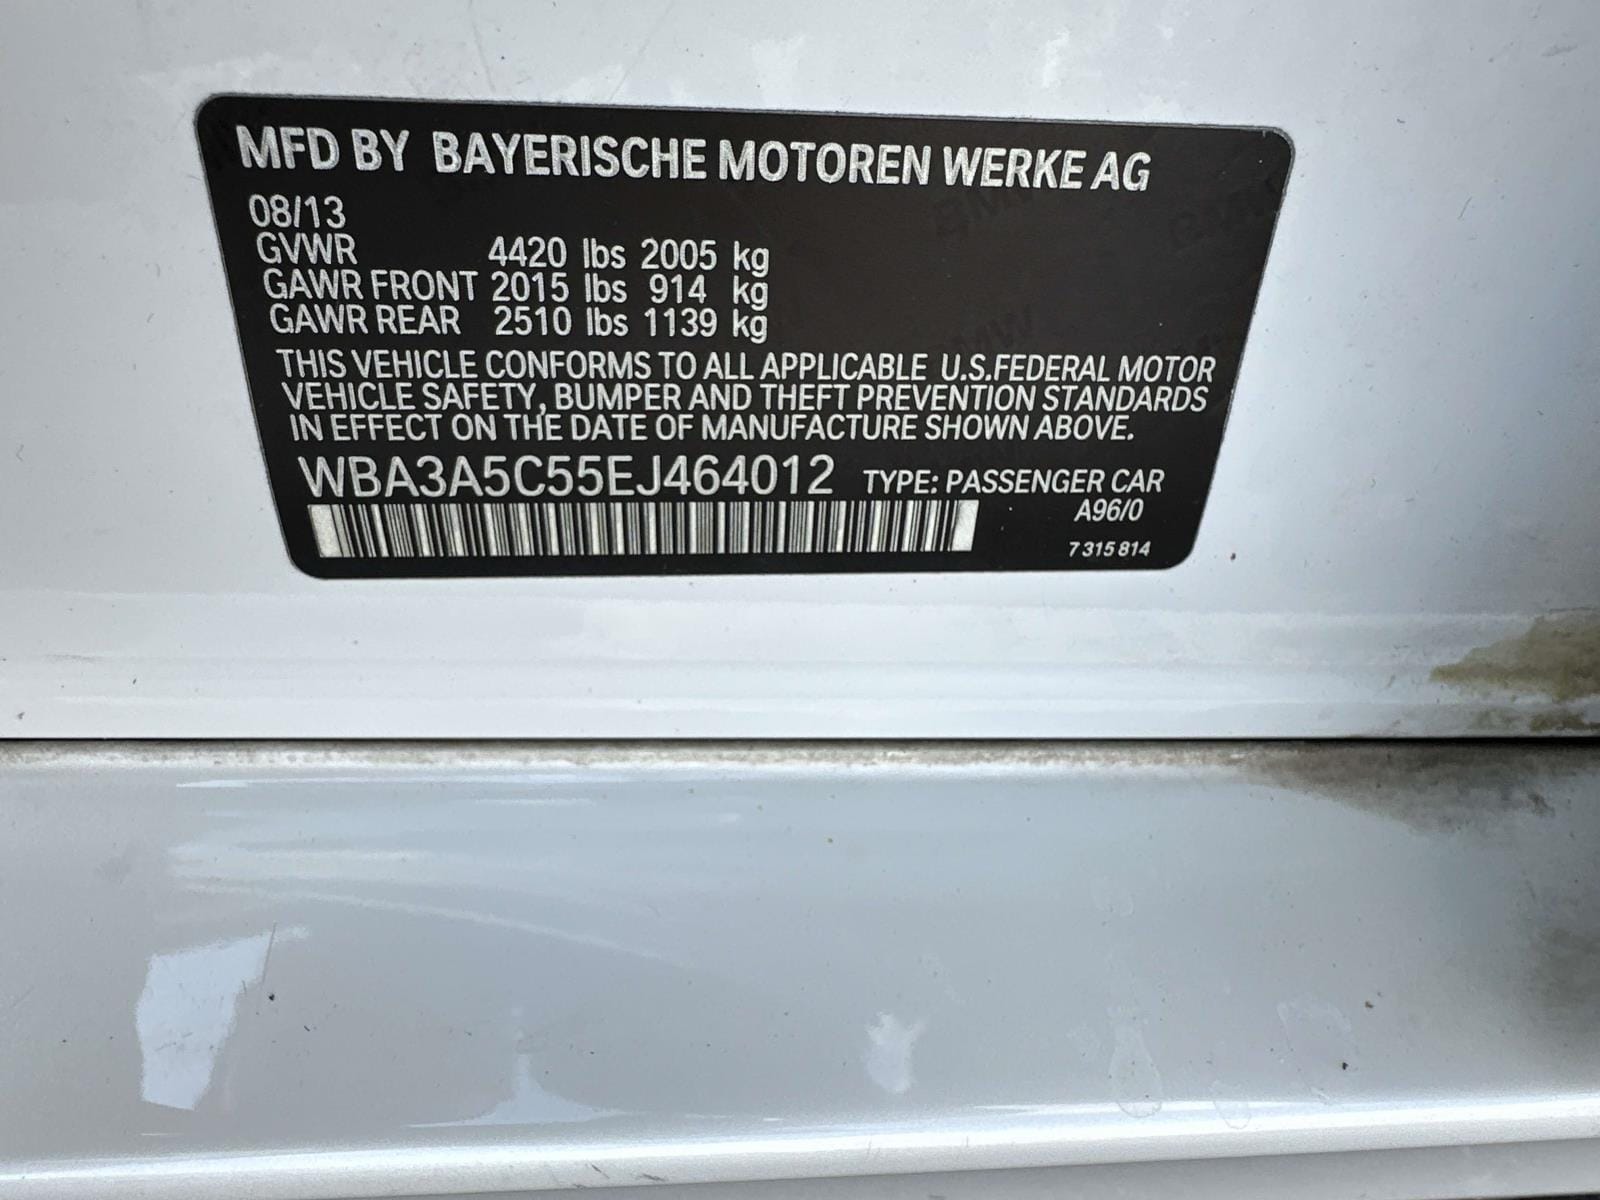 MFD BY BAYERISCHE MOTOREN WERKE AG
08/13
GVWR 4420 lbs 2005 kg
GAWR FRONT 2015 lbs 914 kg
GAWR REAR 2510 lbs 1139 kg
THIS VEHICLE CONFORMS TO ALL APPLICABLE U.S.FEDERAL MOTOR
VEHICLE SAFETY, BUMPER AND THEFT PREVENTION STANDARDS
IN EFFECT ON THE DATE OF MANUFACTURE SHOWN ABOVE.
WBA3A5C55EJ464012 TYPE: PASSENGER CAR
A96/0
7 315 814
BMW
BMW
BMW